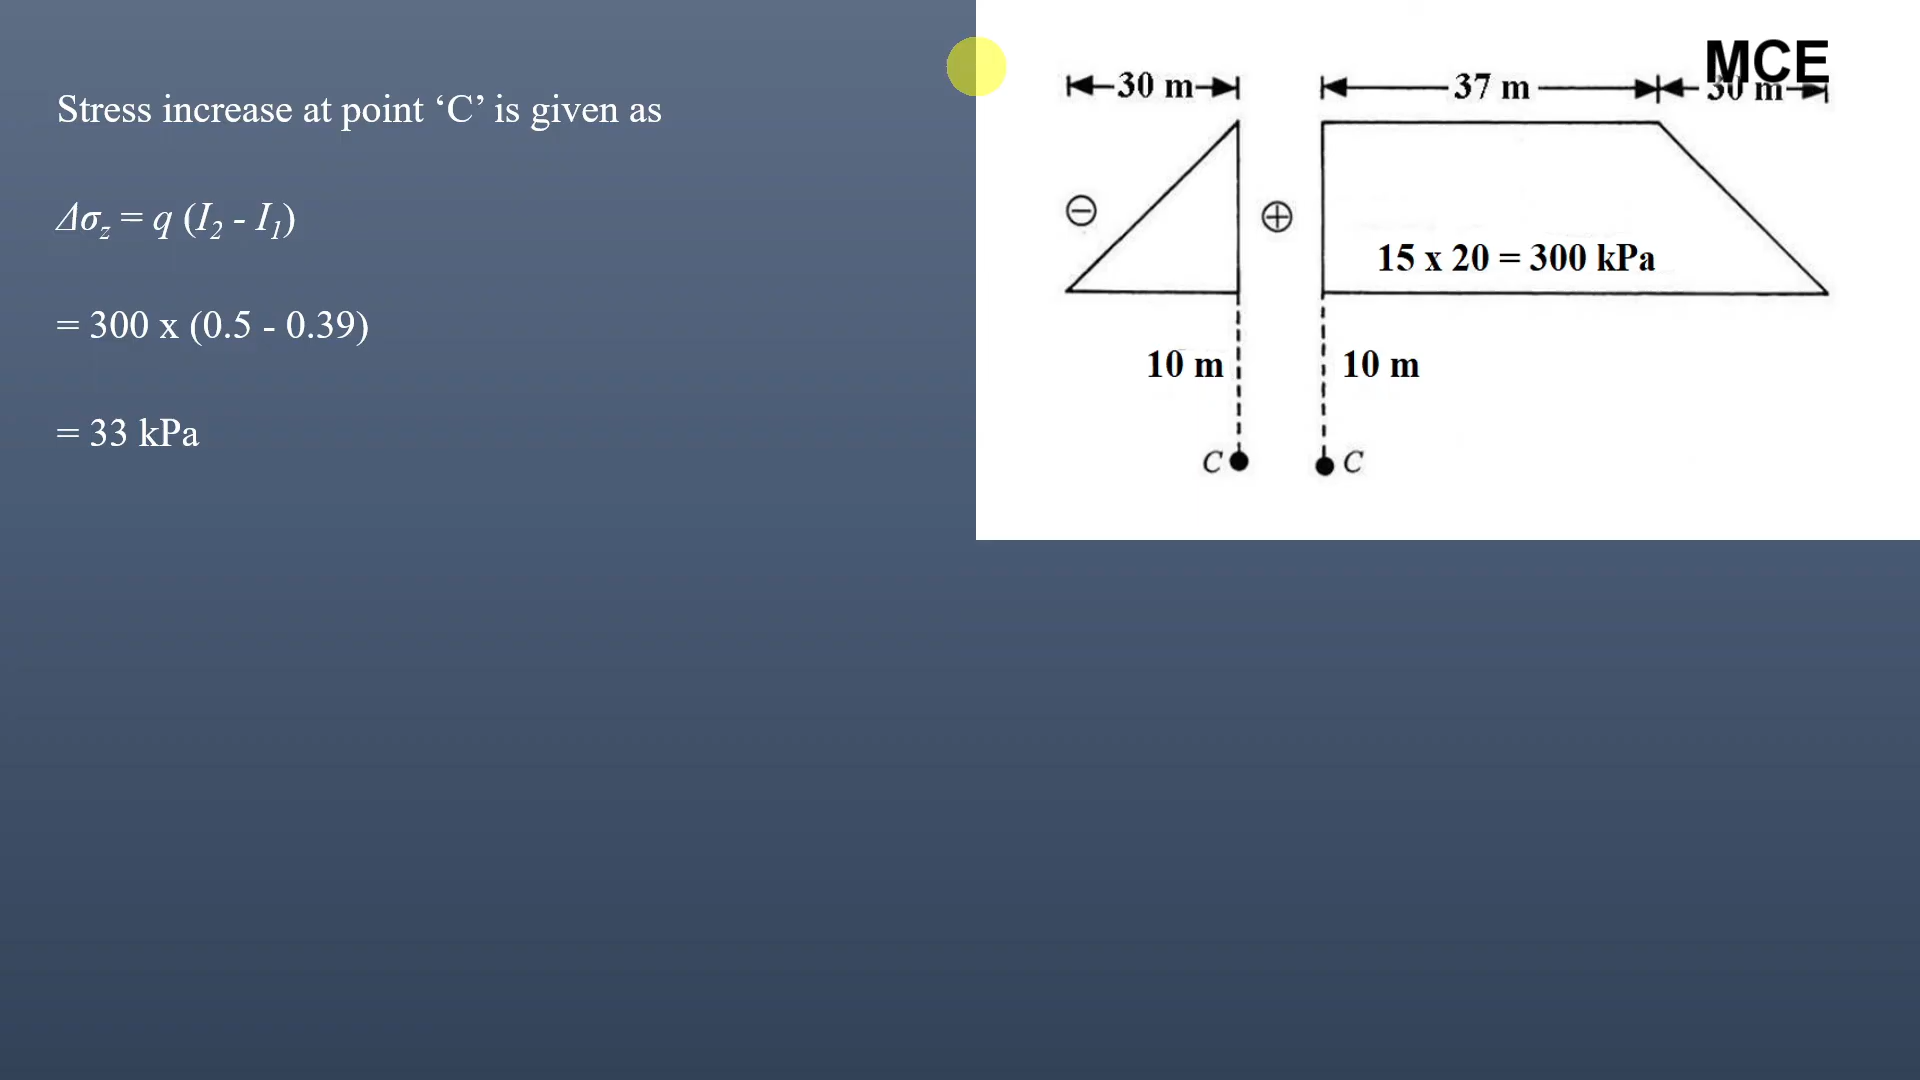 Stress increase at point ‘C’ is given as
Δσz = q (I2 - I1)
= 300 x (0.5 - 0.39)
= 33 kPa
MCE
30 m
37 m
30 m
15 x 20 = 300 kPa
10 m
10 m
C
C